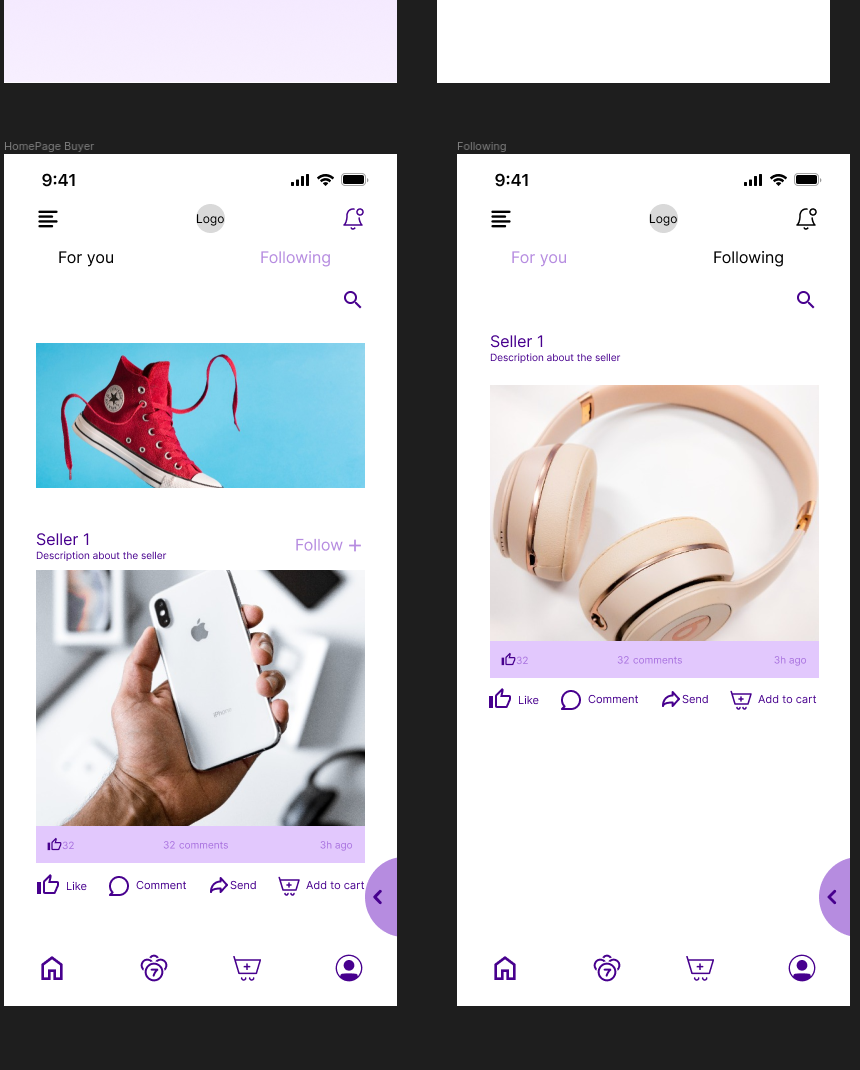 HomePage Buyer
9:41
Logo
For you
Following
Seller 1
Follow +
Description about the seller
iPhone
32
32 comments
3h ago
Like
Comment
Send
Add to cart
7
Following
9:41
Logo
For you
Following
Seller 1
Description about the seller
32
32 comments
3h ago
Like
Comment
Send
Add to cart
7